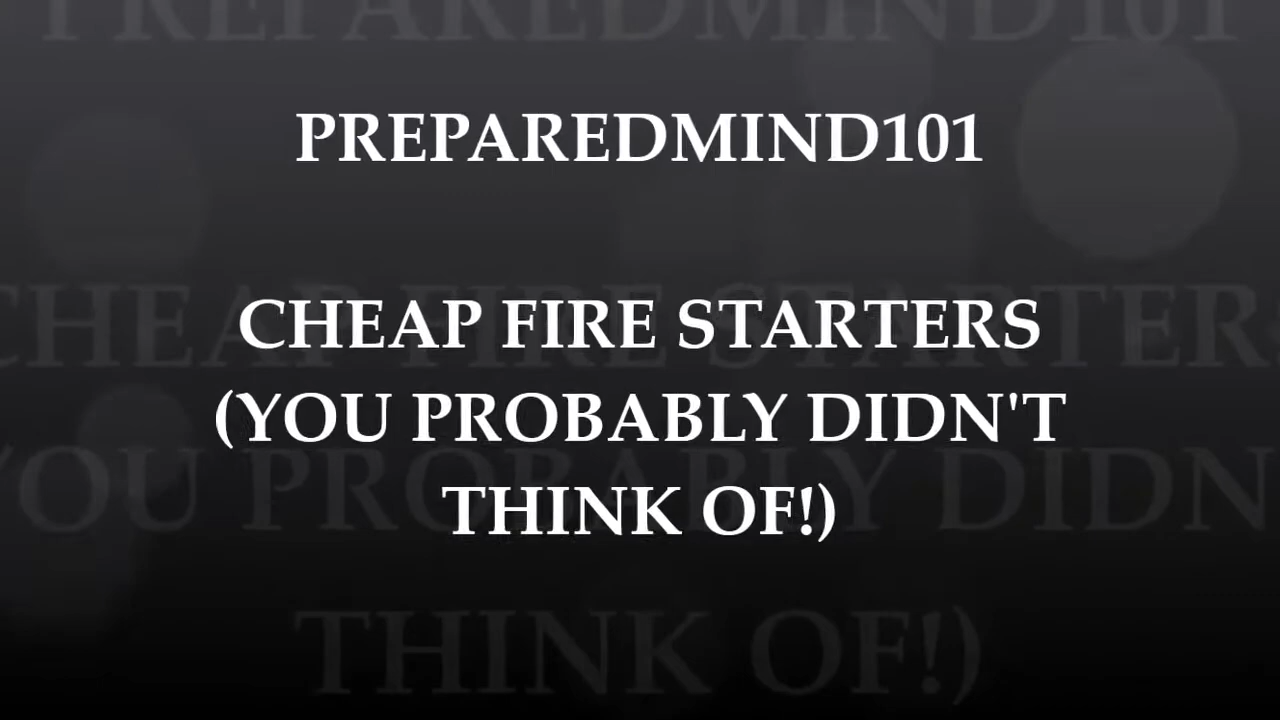 PREPAREDMIND101
CHEAP FIRE STARTERS
(YOU PROBABLY DIDN'T
THINK OF!)